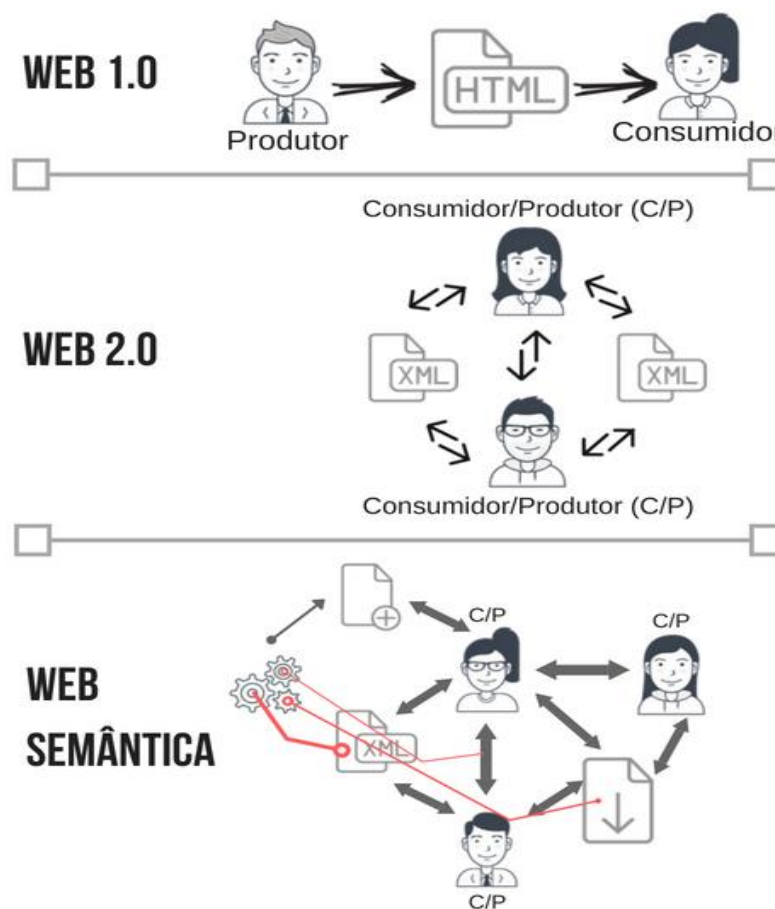 WEB 1.0
HTML
Produtor
Consumidor
Consumidor/Produtor (C/P)
WEB 2.0
XML
XML
Consumidor/Produtor (C/P)
C/P
C/P
WEB
SEMÂNTICA
XML
C/P